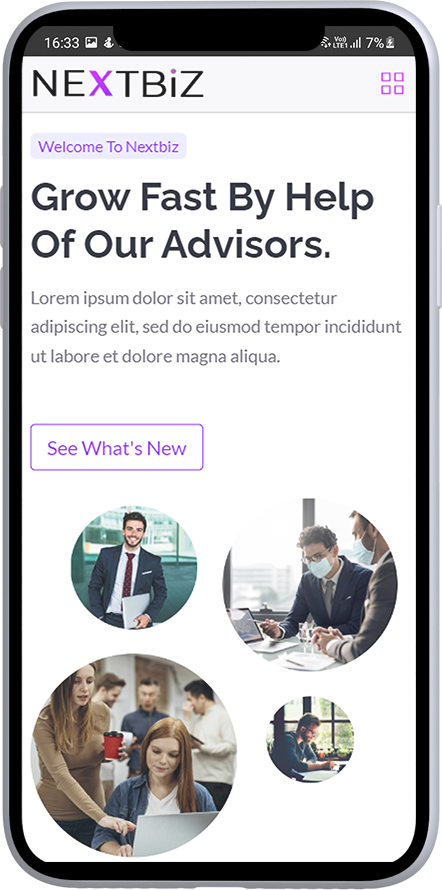 16:33
Vo)) LTE1 7%
NEXTBiZ
Welcome To Nextbiz
Grow Fast By Help
Of Our Advisors.
Lorem ipsum dolor sit amet, consectetur
adipiscing elit, sed do eiusmod tempor incididunt
ut labore et dolore magna aliqua.
See What's New